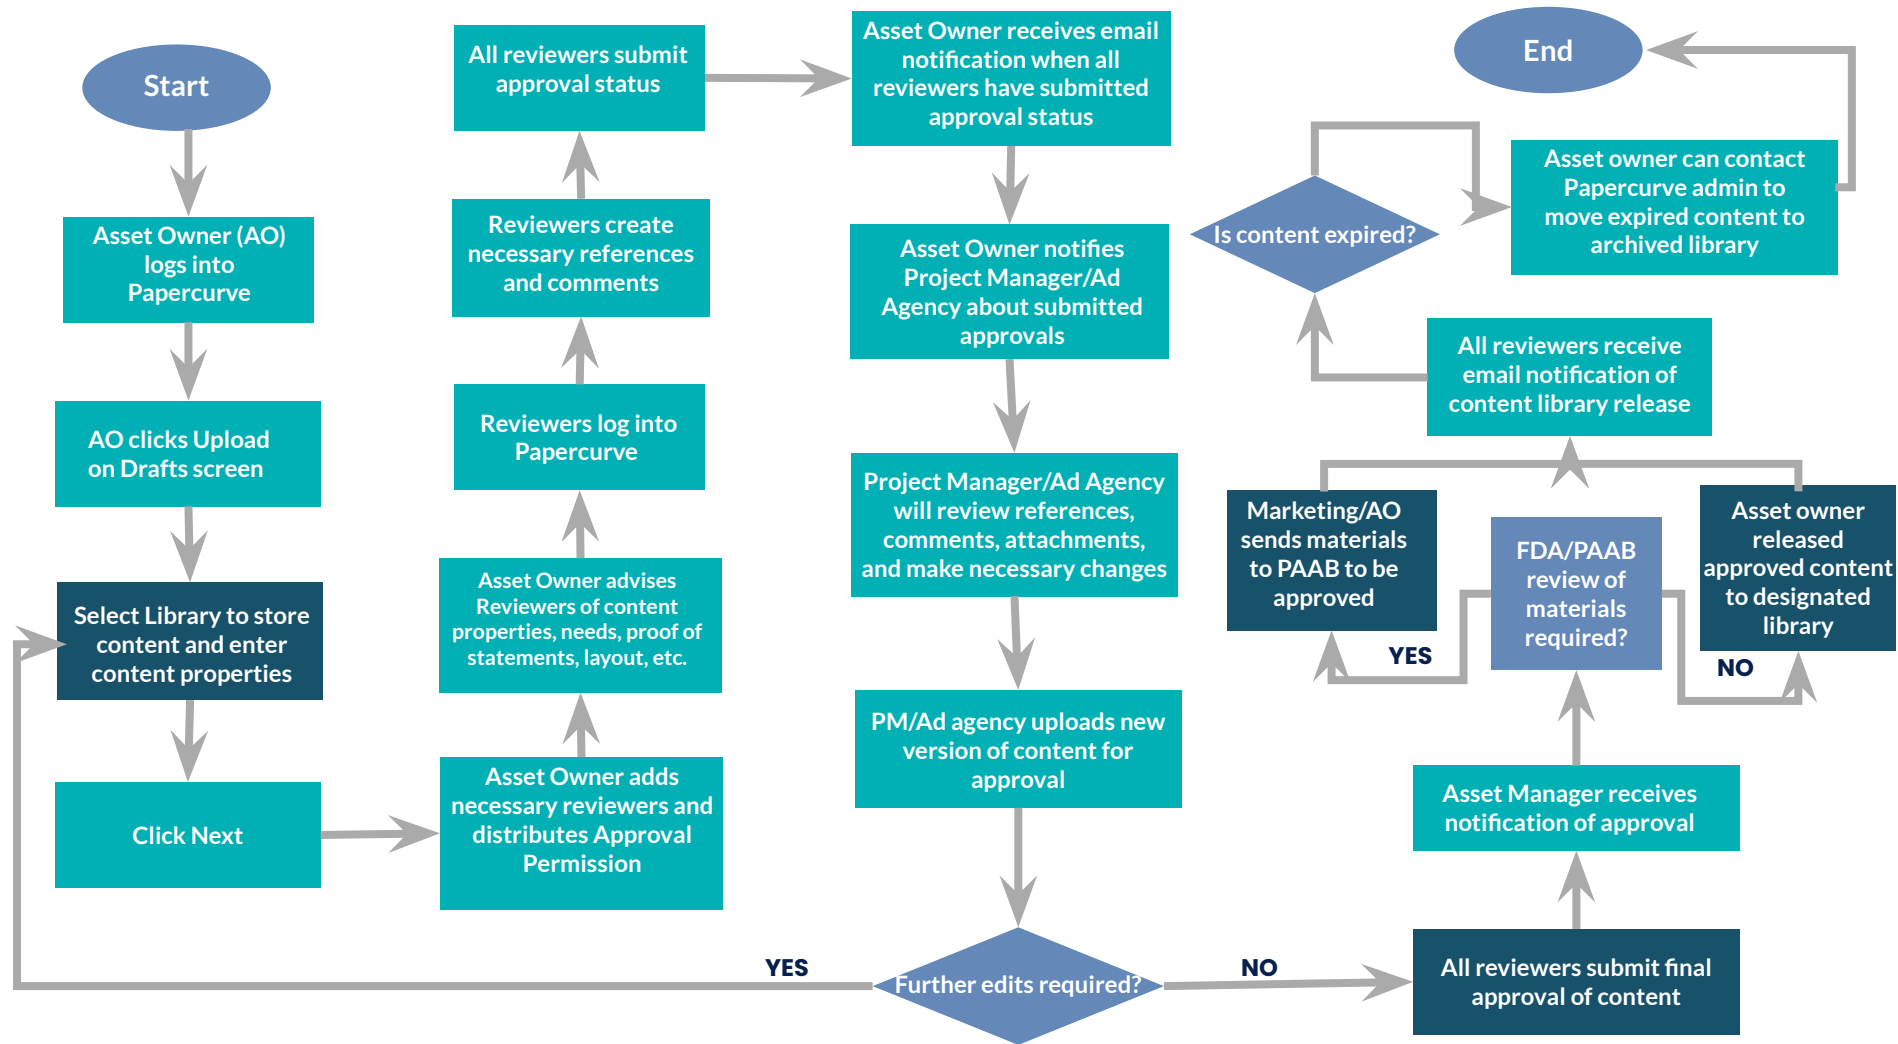 Start
Asset Owner (AO)
logs into
Papercurve
AO clicks Upload
on Drafts screen
Select Library to store
content and enter
content properties
Click Next
Asset Owner adds
necessary reviewers and
distributes Approval
Permission
Asset Owner advises
Reviewers of content
properties, needs, proof of
statements, layout, etc.
Reviewers log into
Papercurve
Reviewers create
necessary references
and comments
All reviewers submit
approval status
Asset Owner receives email
notification when all
reviewers have submitted
approval status
Asset Owner notifies
Project Manager/Ad
Agency about submitted
approvals
Project Manager/Ad Agency
will review references,
comments, attachments,
and make necessary changes
PM/Ad agency uploads new
version of content for
approval
Further edits required?
YES
NO
All reviewers submit final
approval of content
Asset Manager receives
notification of approval
FDA/PAAB
review of
materials
required?
YES
NO
Marketing/AO
sends materials
to PAAB to be
approved
Asset owner
released
approved content
to designated
library
All reviewers receive
email notification of
content library release
Is content expired?
Asset owner can contact
Papercurve admin to
move expired content to
archived library
End